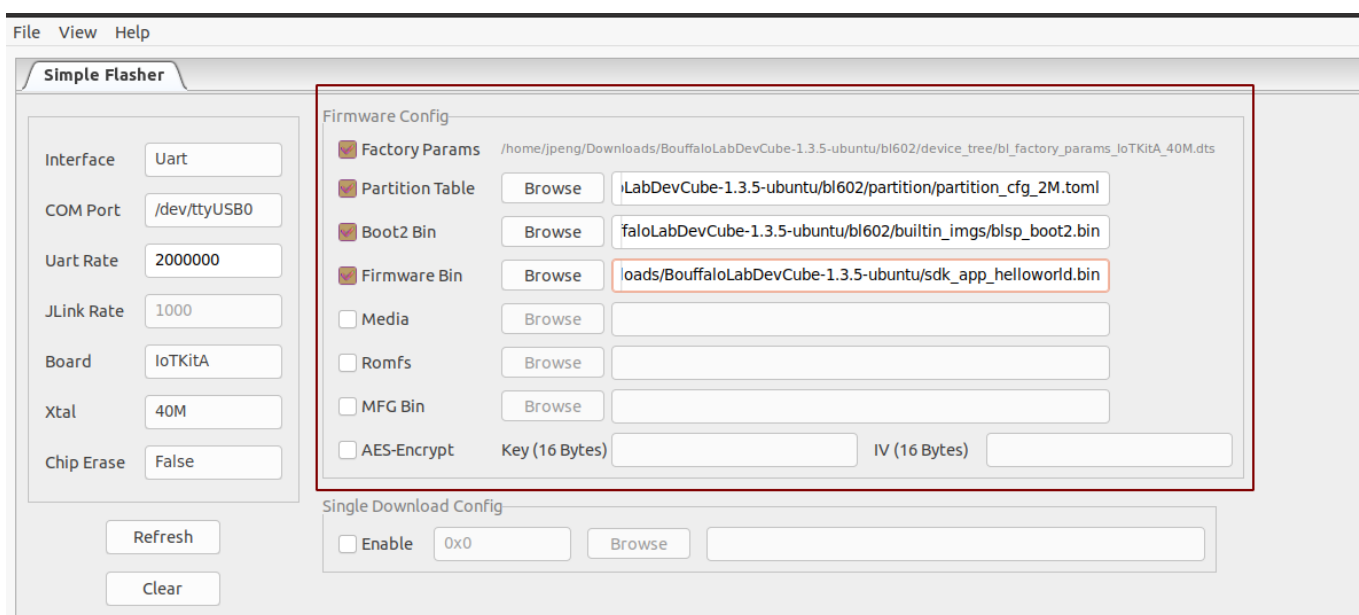 File View Help
Simple Flasher
Interface Uart
COM Port /dev/ttyUSB0
Uart Rate 2000000
JLink Rate 1000
Board IoTKitA
Xtal 40M
Chip Erase False
Refresh
Clear
Firmware Config
Factory Params /home/jpeng/Downloads/BouffaloLabDevCube-1.3.5-ubuntu/bl602/device_tree/bl_factory_params_IoTKitA_40M.dts
Partition Table Browse LabDevCube-1.3.5-ubuntu/bl602/partition/partition_cfg_2M.toml
Boot2 Bin Browse faloLabDevCube-1.3.5-ubuntu/bl602/builtin_imgs/blsp_boot2.bin
Firmware Bin Browse loads/BouffaloLabDevCube-1.3.5-ubuntu/sdk_app_helloworld.bin
Media Browse
Romfs Browse
MFG Bin Browse
AES-Encrypt Key (16 Bytes) IV (16 Bytes)
Single Download Config
Enable 0x0 Browse